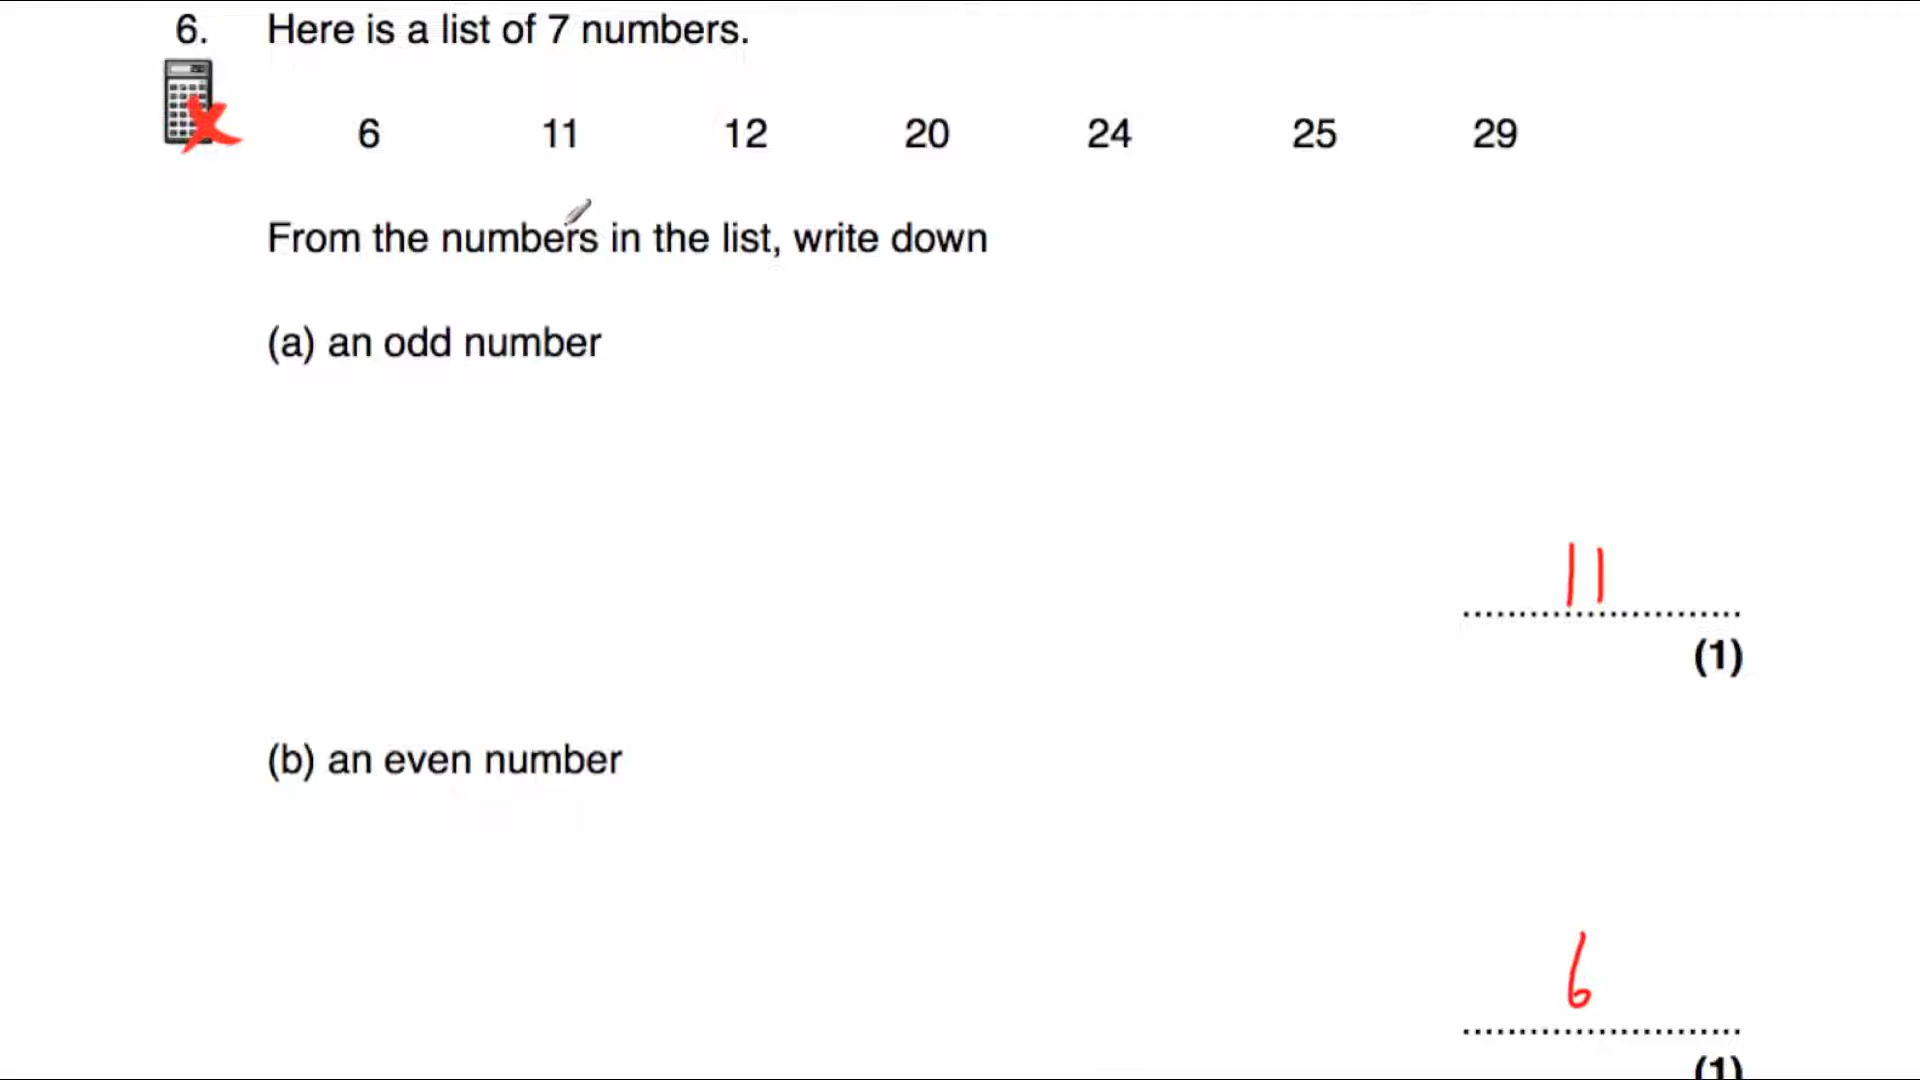 6. Here is a list of 7 numbers.
6 11 12 20 24 25 29
From the numbers in the list, write down
(a) an odd number
11
(1)
(b) an even number
6
(1)